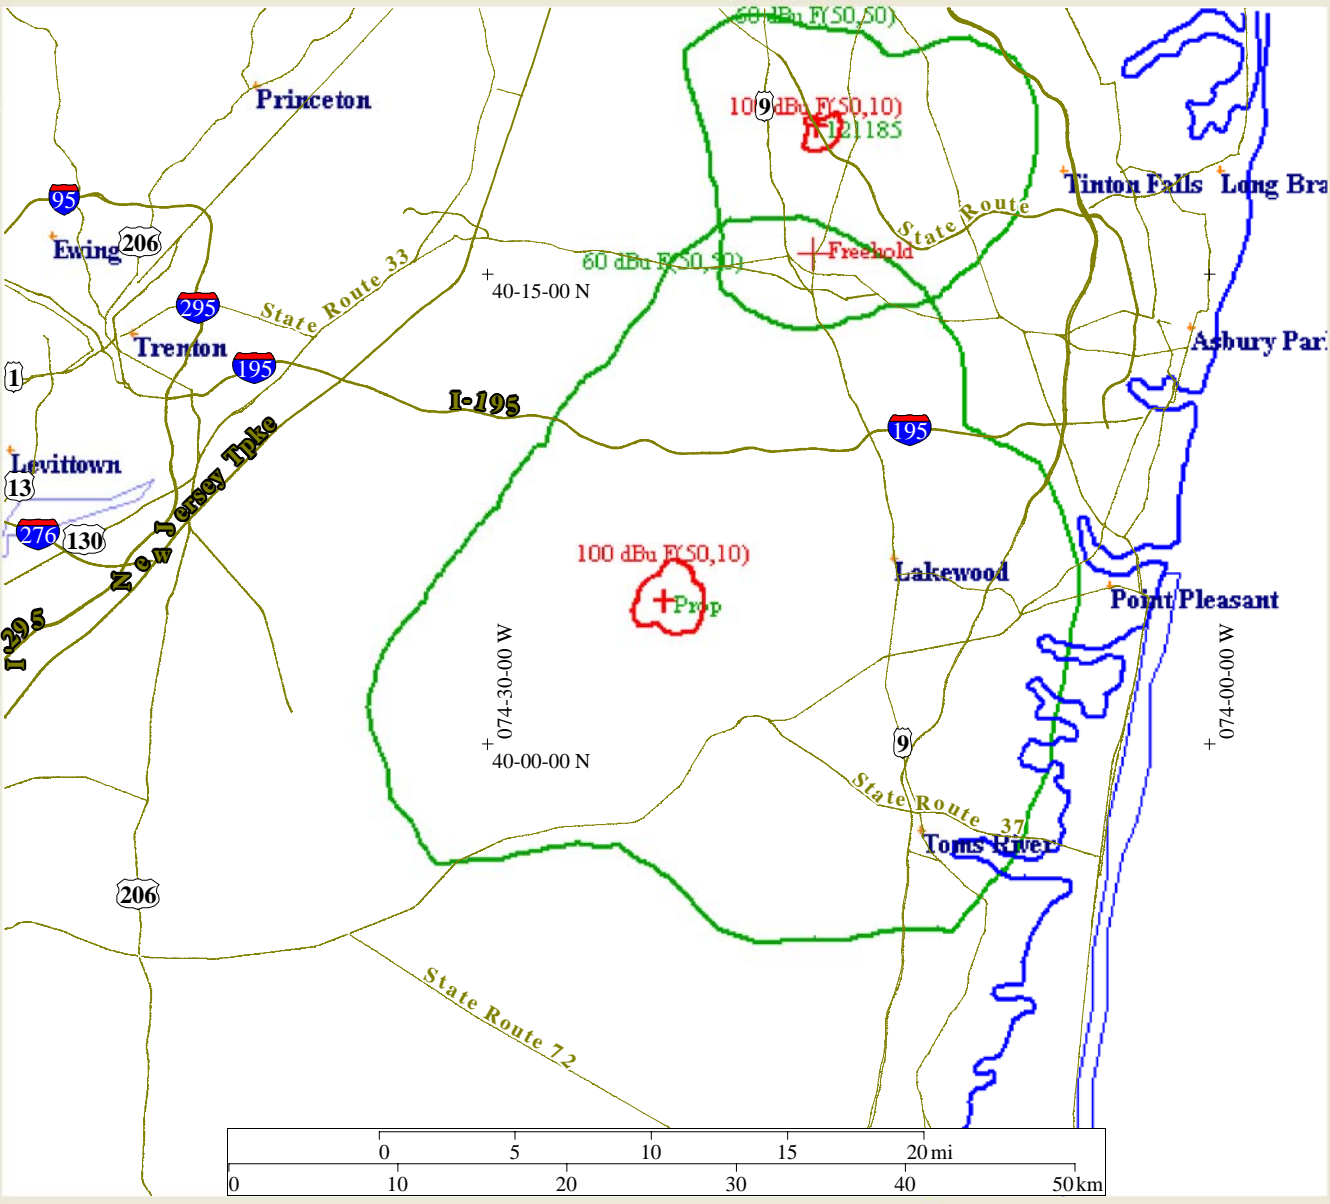 60 dBu F(50,50)
Princeton
9
100 dBu F(50,10)
121185
95
Tinton Falls
Long Bra
State Route
206
Ewing
Freehold
60 dBu F(50,50)
State Route 33
40-15-00 N
295
Trenton
Asbury Par
195
1
I-195
195
Levittown
13
New Jersey Tpke
276
130
100 dBu F(50,10)
Lakewood
Prop
Point Pleasant
I-295
074-30-00 W
074-00-00 W
9
40-00-00 N
State Route 37
Toms River
206
State Route 72
0 5 10 15 20 mi
0 10 20 30 40 50 km